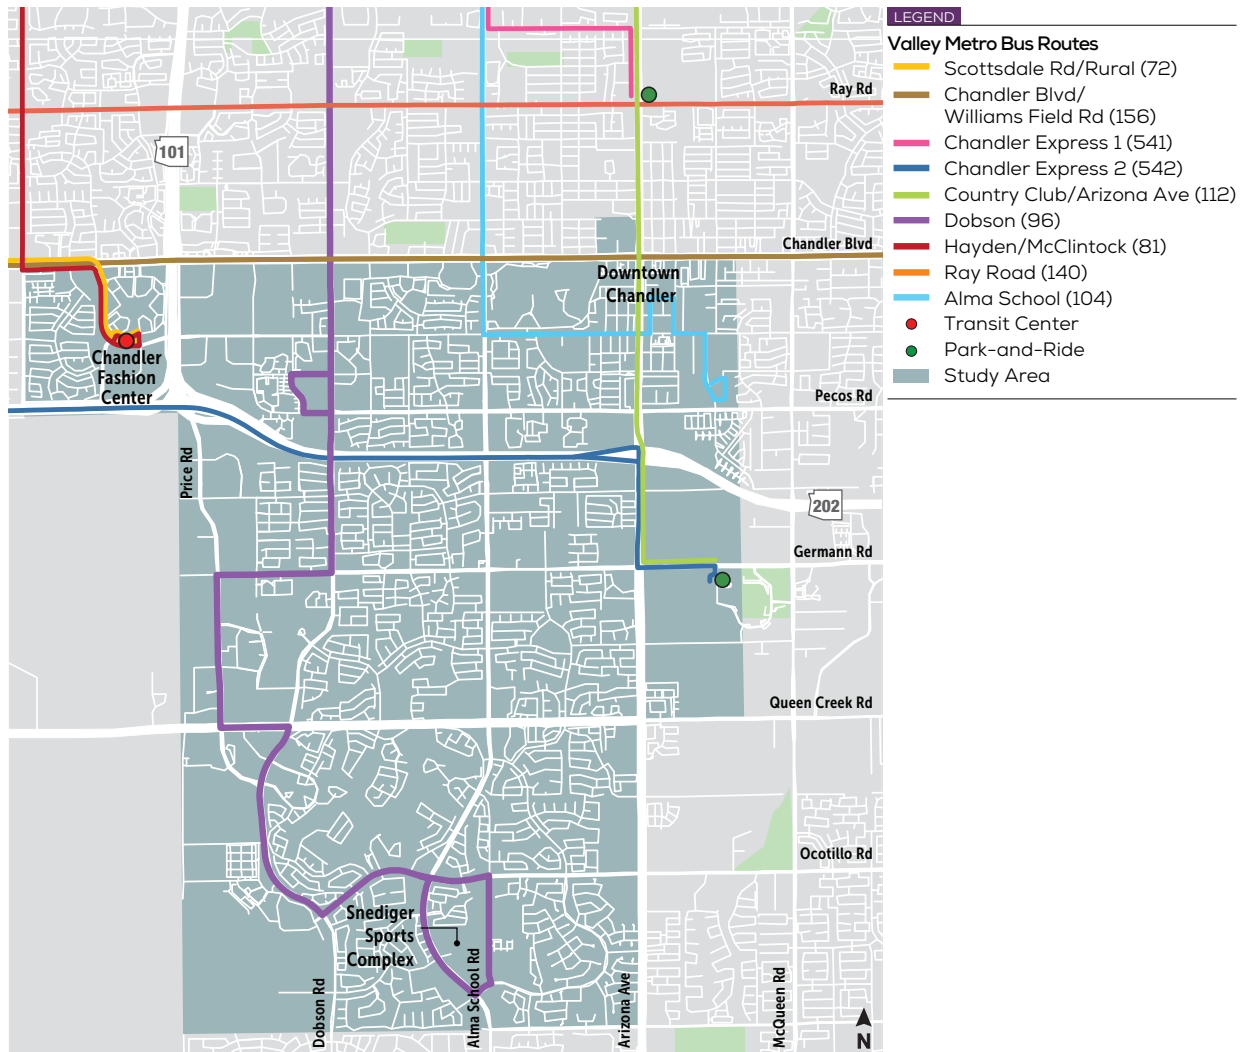 LEGEND
Valley Metro Bus Routes
Scottsdale Rd/Rural (72)
Chandler Blvd/
Williams Field Rd (156)
Chandler Express 1 (541)
Chandler Express 2 (542)
Country Club/Arizona Ave (112)
Dobson (96)
Hayden/McClintock (81)
Ray Road (140)
Alma School (104)
Transit Center
Park-and-Ride
Study Area
Ray Rd
101
Chandler Blvd
Downtown
Chandler
Chandler
Fashion
Center
Pecos Rd
Price Rd
202
Germann Rd
Queen Creek Rd
Ocotillo Rd
Snediger
Sports
Complex
Dobson Rd
Alma School Rd
Arizona Ave
McQueen Rd
N